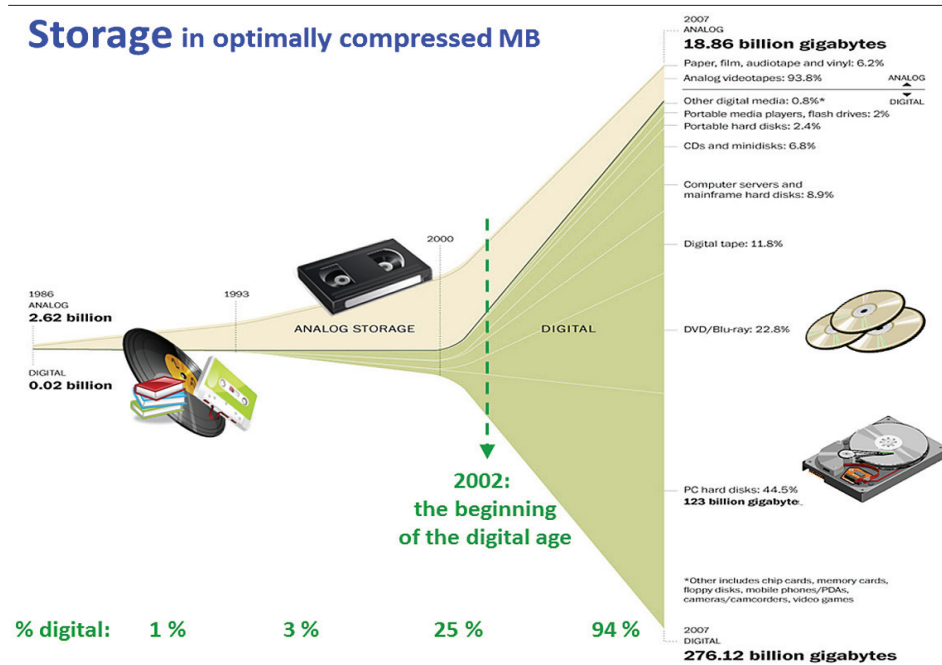 Storage in optimally compressed MB
2007
ANALOG
18.86 billion gigabytes
Paper, film, audiotape and vinyl: 6.2%
Analog videotapes: 93.8%
ANALOG
DIGITAL
Other digital media: 0.8%*
Portable media players, flash drives: 2%
Portable hard disks: 2.4%
CDs and minidisks: 6.8%
Computer servers and
mainframe hard disks: 8.9%
2000
Digital tape: 11.8%
1986
ANALOG
2.62 billion
1993
ANALOG STORAGE
DIGITAL
DVD/Blu-ray: 22.8%
DIGITAL
0.02 billion
2002:
the beginning
of the digital age
PC hard disks: 44.5%
123 billion gigabyte
*Other includes chip cards, memory cards,
floppy disks, mobile phones/PDAs,
cameras/camcorders, video games
% digital: 1 % 3 % 25 % 94 %
2007
DIGITAL
276.12 billion gigabytes